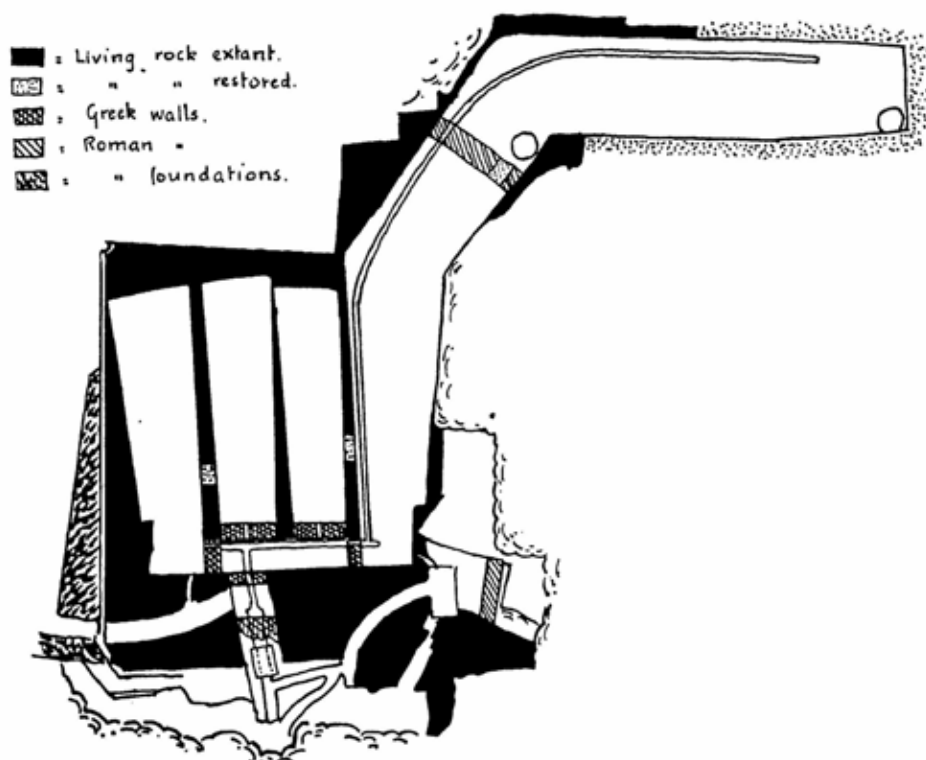 = Living rock extant.
= " " restored.
= Greek walls.
= Roman "
= " foundations.